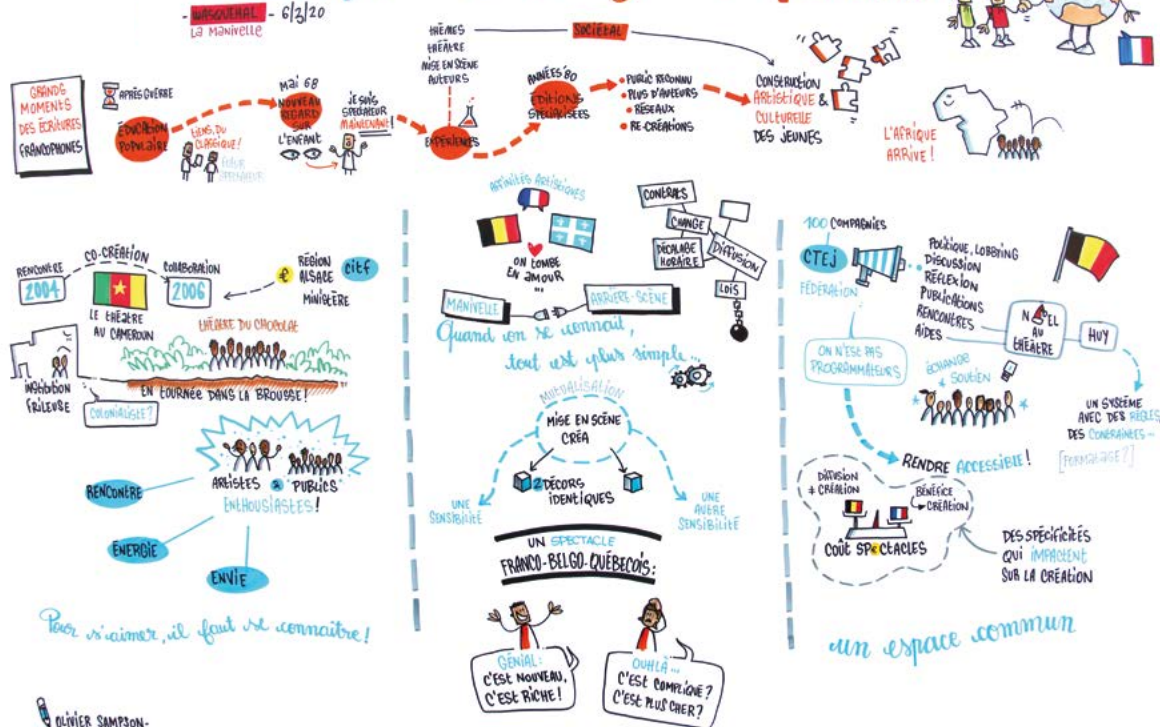 - WASQUEHAL - 6/3/20
LA MANIVELLE
GRANDS
MOMENTS
DES ÉCRITURES
FRANCOPHONES
APRÈS GUERRE
ÉDUCATION
POPULAIRE
TIENS, DU
CLASSIQUE!
FUTUR
SPECTATEUR
MAI 68
NOUVEAU
REGARD
SUR
L'ENFANT
JE SUIS
SPECTATEUR
MAINTENANT!
THÈMES
THÉÂTRE
MISE EN SCÈNE
AUTEURS
EXPÉRIENCES
SOCIÉTAL
ANNÉES '80
ÉDITIONS
SPÉCIALISÉES
• PUBLIC RECONNU
• PLUS D'AUTEURS
• RÉSEAUX
• RE-CRÉATIONS
CONSTRUCTION
ARTISTIQUE &
CULTURELLE
DES JEUNES
L'AFRIQUE
ARRIVE!
RENCONTRE
2004
CO-CRÉATION
COLLABORATION
2006
LE THÉÂTRE
AU CAMEROUN
€
RÉGION
ALSACE
MINISTÈRE
citf
THÉÂTRE DU CHOCOLAT
EN TOURNÉE DANS LA BROUSSE!
INSTITUTION
FRILEUSE
COLONIALISTE?
ARTISTES & PUBLICS
ENTHOUSIASTES!
RENCONTRE
ÉNERGIE
ENVIE
Pour s'aimer, il faut se connaître!
AFFINITÉS ARTISTIQUES
ON TOMBE
EN AMOUR
...
CONTRATS
CHANGE
DÉCALAGE
HORAIRE
DIFFUSION
LOIS
MANIVELLE
ARRIÈRE-SCÈNE
Quand on se connait,
tout est plus simple...
MUTUALISATION
MISE EN SCÈNE
CRÉA
2 DÉCORS
IDENTIQUES
UNE
SENSIBILITÉ
UNE
AUTRE
SENSIBILITÉ
UN SPECTACLE
FRANCO-BELGO-QUÉBECOIS:
GÉNIAL:
C'EST NOUVEAU,
C'EST RICHE!
OUHLÀ...
C'EST COMPLIQUÉ?
C'EST PLUS CHER?
100 COMPAGNIES
CTEJ
FÉDÉRATION
POLITIQUE, LOBBYING
DISCUSSION
RÉFLEXION
PUBLICATIONS
RENCONTRES
AIDES
NOËL
AU
THÉÂTRE
HUY
ON N'EST PAS
PROGRAMMATEURS
ÉCHANGE
SOUTIEN
UN SYSTÈME
AVEC DES RÈGLES,
DES CONTRAINTES-
[FORMATAGE?]
RENDRE ACCESSIBLE!
DIFFUSION
≠ CRÉATION
BÉNÉFICE
CRÉATION
COÛT SPECTACLES
DES SPÉCIFICITÉS
QUI IMPACTENT
SUR LA CRÉATION
un espace commun
OLIVIER SAMPSON-